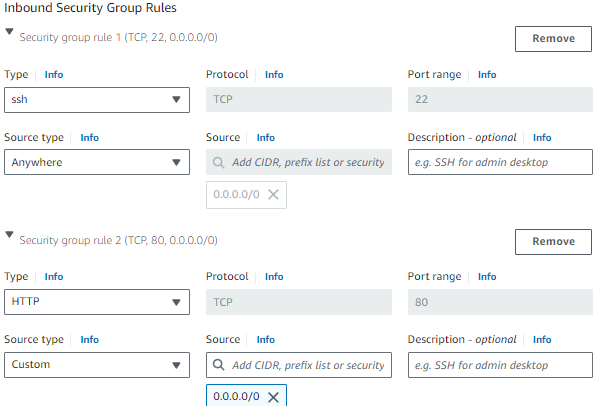 Inbound Security Group Rules
Security group rule 1 (TCP, 22, 0.0.0.0/0)
Remove
Type Info Protocol Info Port range Info
ssh TCP 22
Source type Info Source Info Description - optional Info
Anywhere Add CIDR, prefix list or security e.g. SSH for admin desktop
0.0.0.0/0
Security group rule 2 (TCP, 80, 0.0.0.0/0)
Remove
Type Info Protocol Info Port range Info
HTTP TCP 80
Source type Info Source Info Description - optional Info
Custom Add CIDR, prefix list or security e.g. SSH for admin desktop
0.0.0.0/0